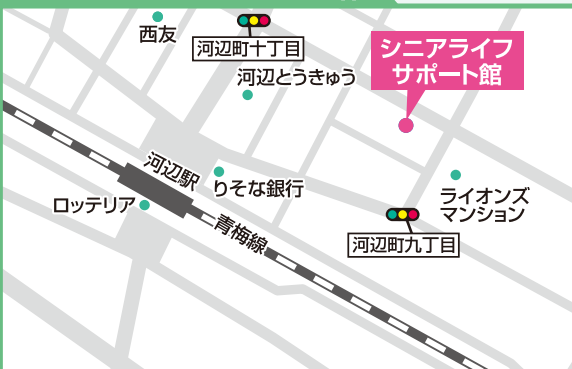 西友
河辺町十丁目
シニアライフ
サポート館
河辺とうきゅう
河辺駅
りそな銀行
ロッテリア
ライオンズ
マンション
青梅線
河辺町九丁目